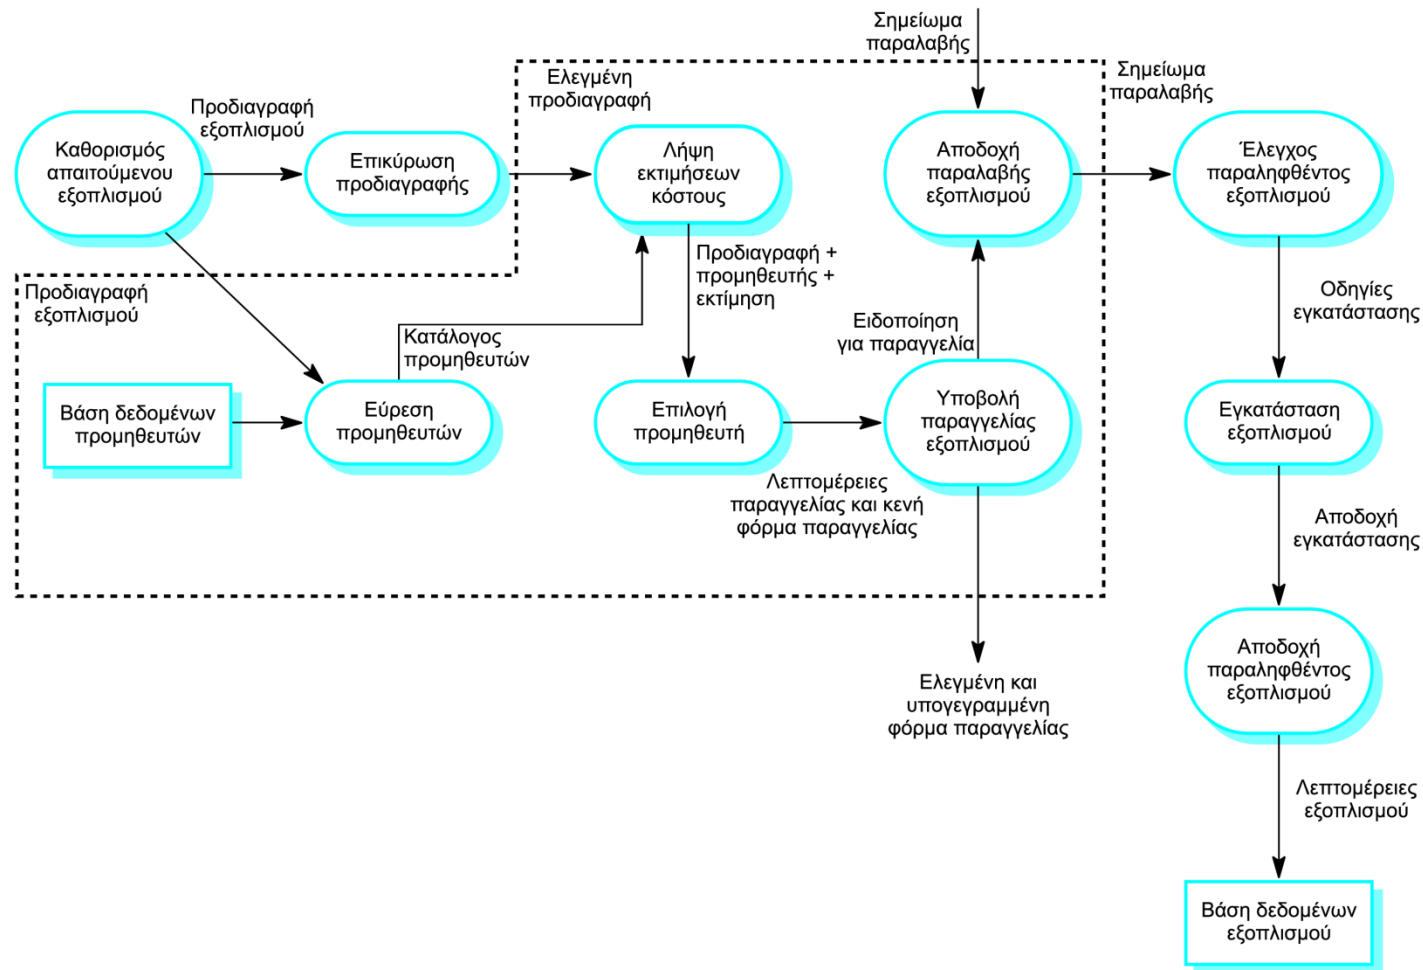 Σημείωμα
παραλαβής
Προδιαγραφή
εξοπλισμού
Ελεγμένη
προδιαγραφή
Σημείωμα
παραλαβής
Καθορισμός
απαιτούμενου
εξοπλισμού
Επικύρωση
προδιαγραφής
Λήψη
εκτιμήσεων
κόστους
Αποδοχή
παραλαβής
εξοπλισμού
Έλεγχος
παραληφθέντος
εξοπλισμού
Προδιαγραφή
εξοπλισμού
Προδιαγραφή +
προμηθευτής +
εκτίμηση
Οδηγίες
εγκατάστασης
Κατάλογος
προμηθευτών
Ειδοποίηση
για παραγγελία
Βάση δεδομένων
προμηθευτών
Εύρεση
προμηθευτών
Επιλογή
προμηθευτή
Υποβολή
παραγγελίας
εξοπλισμού
Εγκατάσταση
εξοπλισμού
Λεπτομέρειες
παραγγελίας και κενή
φόρμα παραγγελίας
Αποδοχή
εγκατάστασης
Ελεγμένη και
υπογεγραμμένη
φόρμα παραγγελίας
Αποδοχή
παραληφθέντος
εξοπλισμού
Λεπτομέρειες
εξοπλισμού
Βάση δεδομένων
εξοπλισμού